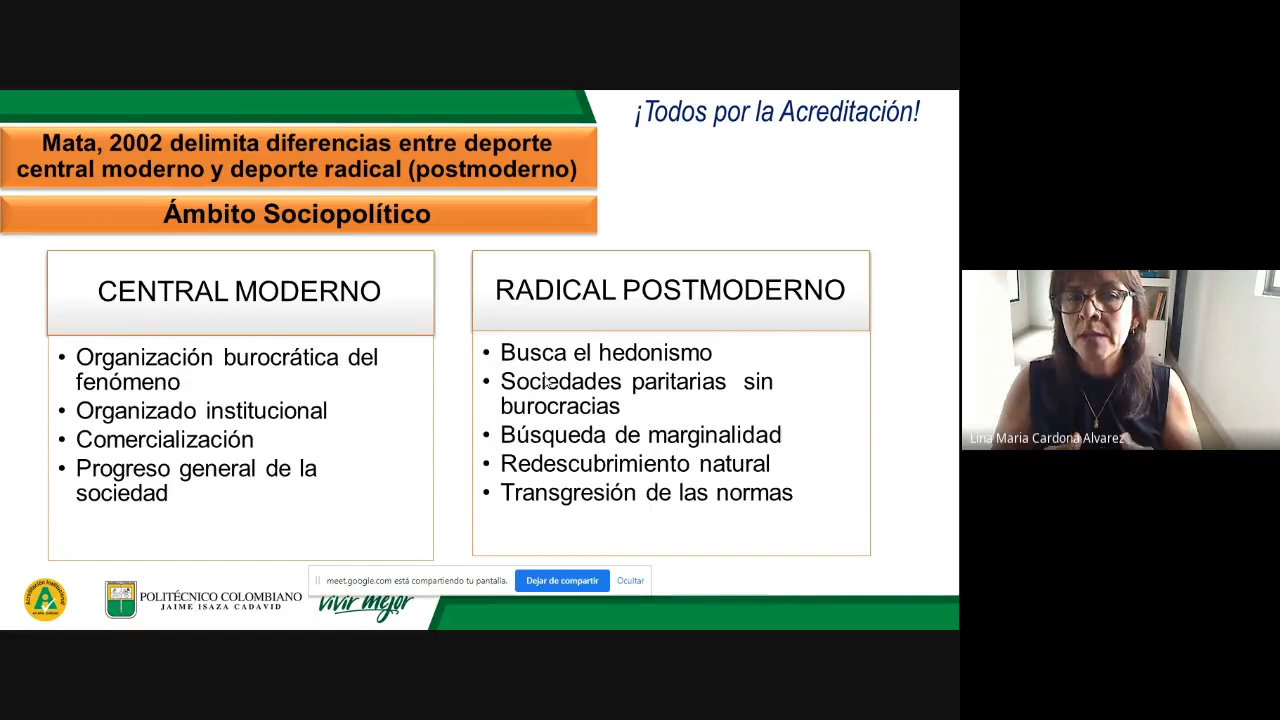 ¡Todos por la Acreditación!
Mata, 2002 delimita diferencias entre deporte
central moderno y deporte radical (postmoderno)
Ámbito Sociopolítico
CENTRAL MODERNO
• Organización burocrática del
fenómeno
• Organizado institucional
• Comercialización
• Progreso general de la
sociedad
RADICAL POSTMODERNO
• Busca el hedonismo
• Sociedades paritarias sin
burocracias
• Búsqueda de marginalidad
• Redescubrimiento natural
• Transgresión de las normas
Lina Maria Cardona Alvarez
meet.google.com está compartiendo tu pantalla.
Dejar de compartir
Ocultar
POLITÉCNICO COLOMBIANO
JAIME ISAZA CADAVID
vivir mejor